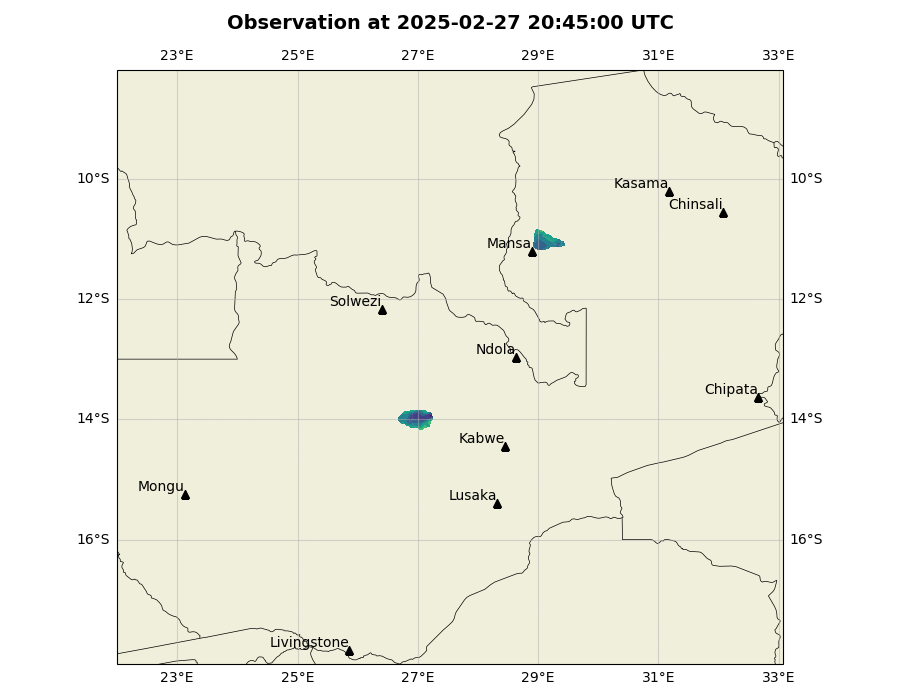 Observation at 2025-02-27 20:45:00 UTC
23°E 25°E 27°E 29°E 31°E 33°E
10°S 10°S
Kasama
Chinsali
Mansa
12°S 12°S
Solwezi
Ndola
Chipata
14°S 14°S
Kabwe
Mongu
Lusaka
16°S 16°S
Livingstone
23°E 25°E 27°E 29°E 31°E 33°E